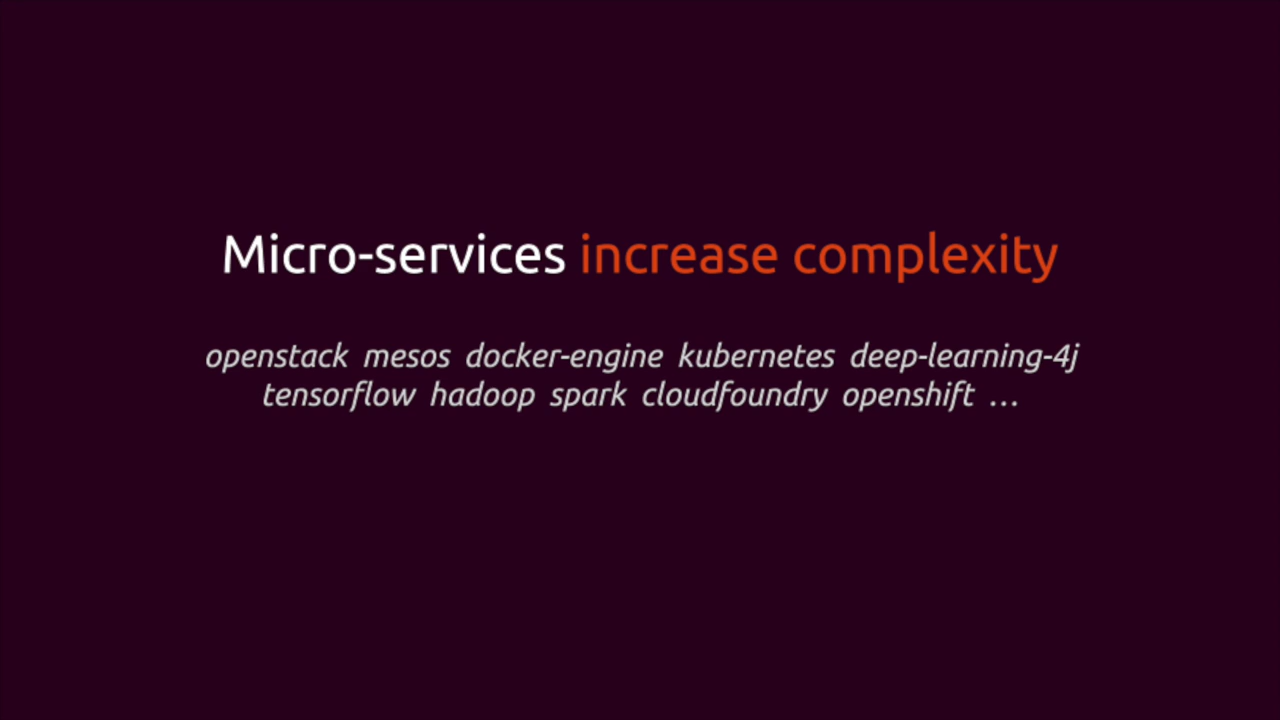 Micro-services increase complexity
openstack mesos docker-engine kubernetes deep-learning-4j
tensorflow hadoop spark cloudfoundry openshift ...